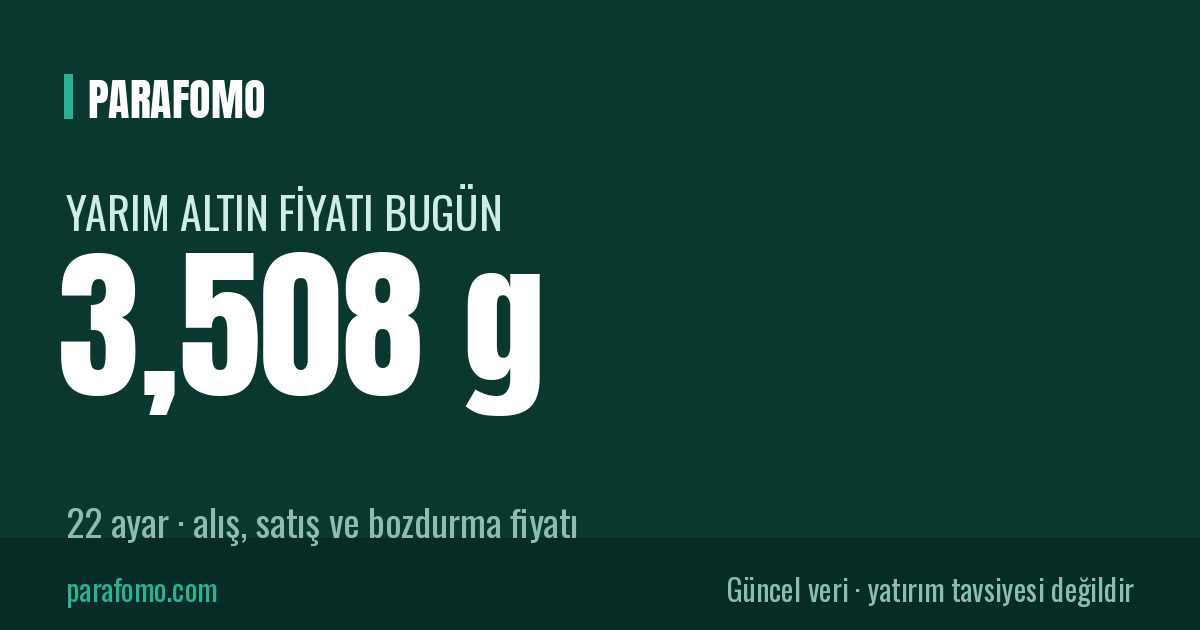 PARAFOMO
YARIM ALTIN FİYATI BUGÜN
3,508 g
22 ayar · alış, satış ve bozdurma fiyatı
parafomo.com
Güncel veri · yatırım tavsiyesi değildir